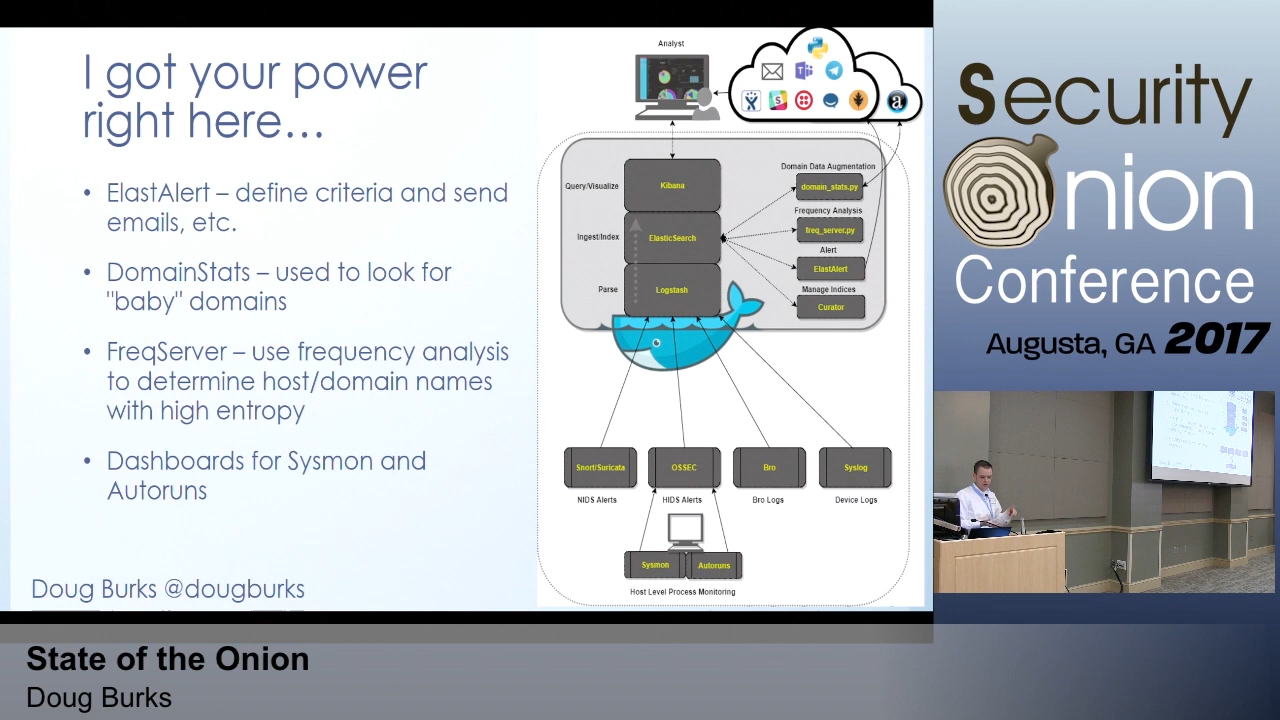 I got your power
right here...
• ElastAlert – define criteria and send
emails, etc.
• DomainStats – used to look for
"baby" domains
• FreqServer – use frequency analysis
to determine host/domain names
with high entropy
• Dashboards for Sysmon and
Autoruns
Doug Burks @dougburks
Analyst
Query/Visualize
Kibana
Ingest/Index
ElasticSearch
Parse
Logstash
Domain Data Augmentation
domain_stats.py
Frequency Analysis
freq_server.py
Alert
ElastAlert
Manage Indices
Curator
Snort/Suricata
OSSEC
Bro
Syslog
NIDS Alerts
HIDS Alerts
Bro Logs
Device Logs
Sysmon
Autoruns
Host Level Process Monitoring
Security
Onion
Conference
Augusta, GA 2017
State of the Onion
Doug Burks